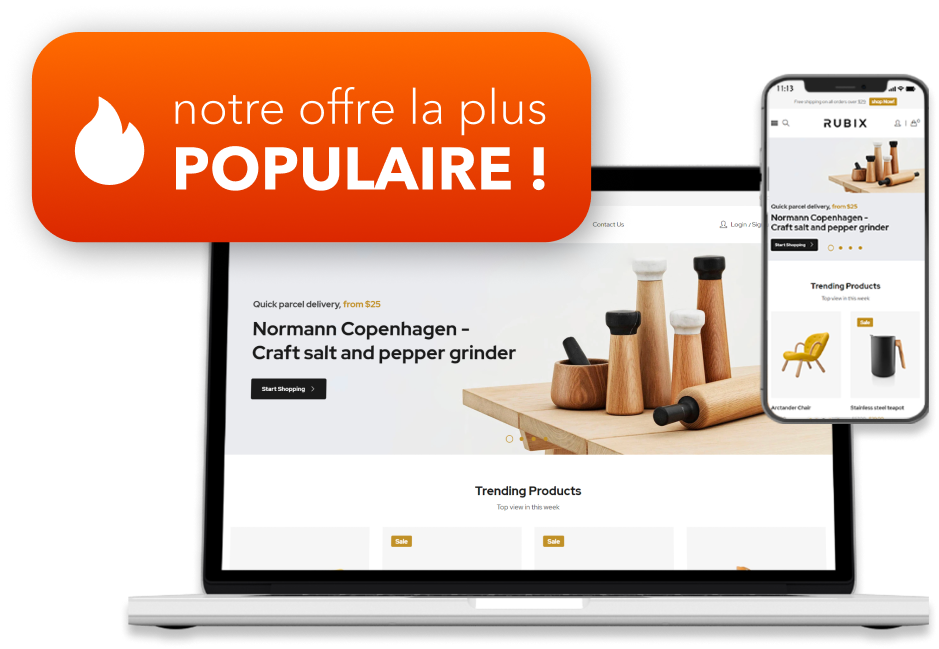 notre offre la plus
POPULAIRE !
Contact Us
Login / Sig
Quick parcel delivery, from $25
Normann Copenhagen -
Craft salt and pepper grinder
Start Shopping
Trending Products
Top view in this week
Sale
Sale
11:13
Free shipping on all orders over $25 Shop Now!
RUBIX
0
Quick parcel delivery, from $25
Normann Copenhagen -
Craft salt and pepper grinder
Start Shopping
Trending Products
Top view in this week
Sale
Arctander Chair
Stainless steel teapot